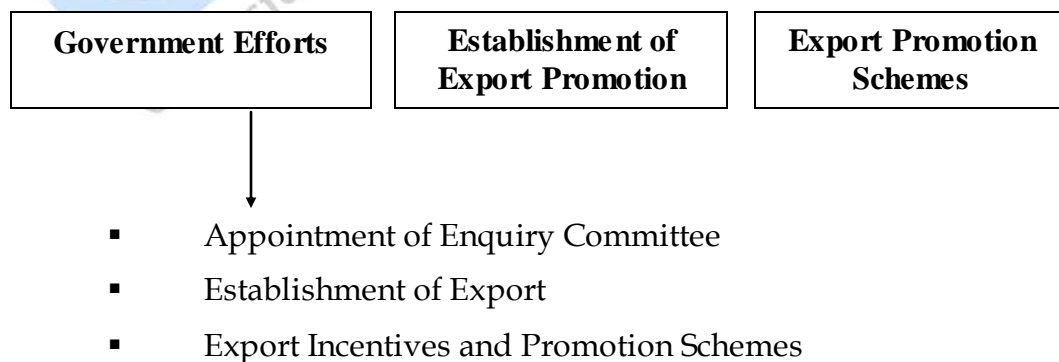 Government Efforts
Establishment of
Export Promotion
Export Promotion
Schemes
▪ Appointment of Enquiry Committee
▪ Establishment of Export
▪ Export Incentives and Promotion Schemes